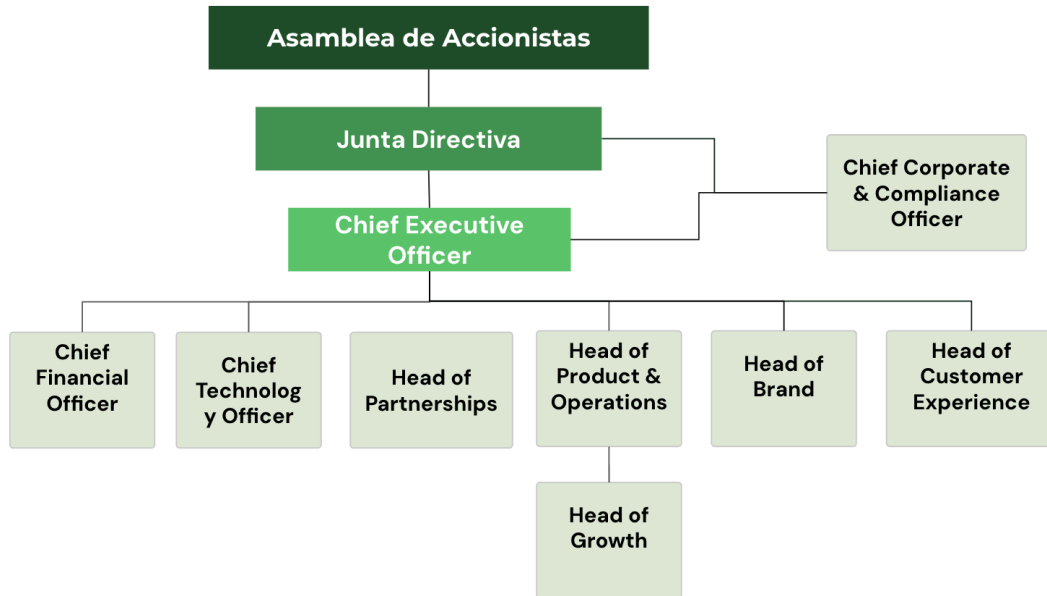 Asamblea de Accionistas
Junta Directiva
Chief Corporate
& Compliance
Officer
Chief Executive
Officer
Chief
Financial
Officer
Chief
Technolog
y Officer
Head of
Partnerships
Head of
Product &
Operations
Head of
Brand
Head of
Customer
Experience
Head of
Growth